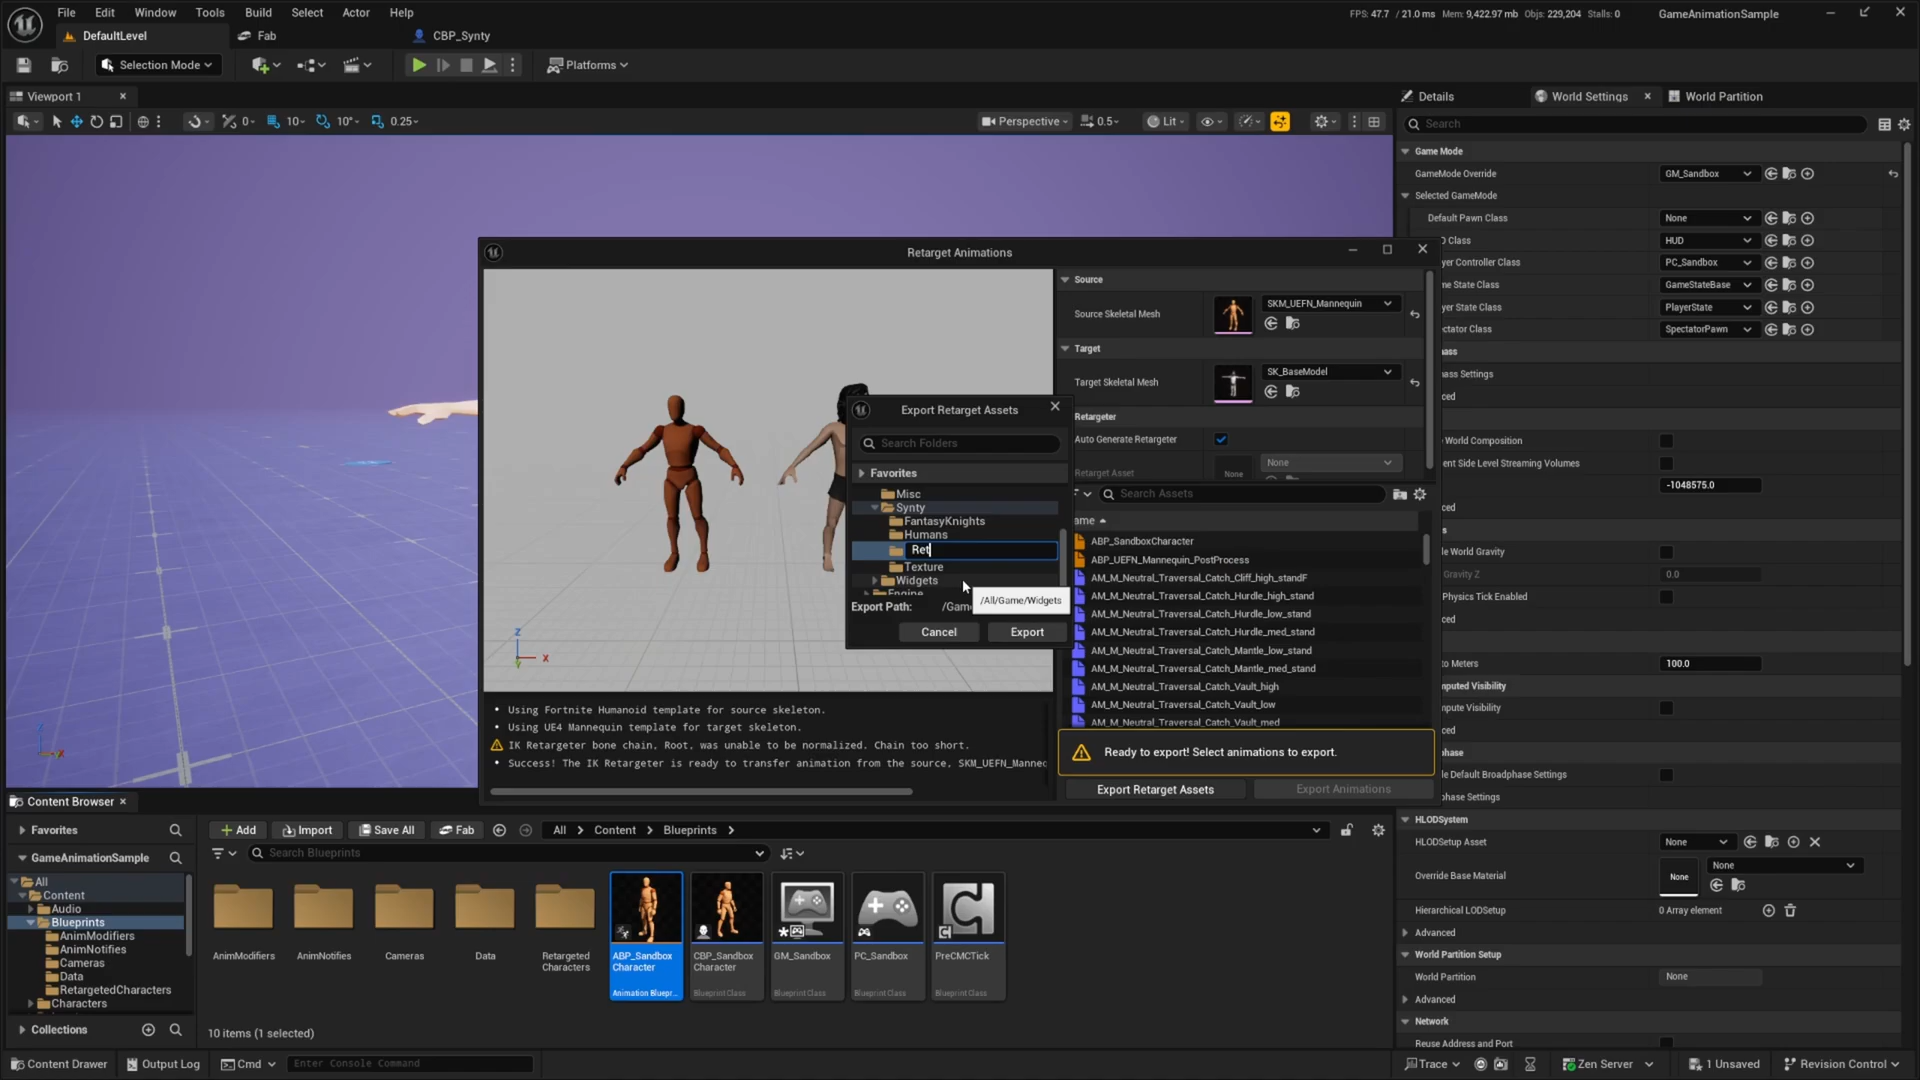 File Edit Window Tools Build Select Actor Help
FPS: 47.7 / 21.0 ms Mem: 9,422.97 mb Objs: 229,204 Stalls: 0
GameAnimationSample
DefaultLevel
Fab
CBP_Synty
Selection Mode
Platforms
Viewport 1
Details
World Settings
World Partition
0
10
10°
0.25
Perspective
0.5
Lit
Search
Game Mode
GameMode Override
GM_Sandbox
Selected GameMode
Default Pawn Class
None
D Class
HUD
yer Controller Class
PC_Sandbox
me State Class
GameStateBase
yer State Class
PlayerState
ectator Class
SpectatorPawn
Retarget Animations
Source
Source Skeletal Mesh
SKM_UEFN_Mannequin
Target
Target Skeletal Mesh
SK_BaseModel
Retargeter
Auto Generate Retargeter
Retarget Asset
None
None
Search Assets
ame
ABP_SandboxCharacter
ABP_UEFN_Mannequin_PostProcess
AM_M_Neutral_Traversal_Catch_Cliff_high_standF
AM_M_Neutral_Traversal_Catch_Hurdle_high_stand
AM_M_Neutral_Traversal_Catch_Hurdle_low_stand
AM_M_Neutral_Traversal_Catch_Hurdle_med_stand
AM_M_Neutral_Traversal_Catch_Mantle_low_stand
AM_M_Neutral_Traversal_Catch_Mantle_med_stand
AM_M_Neutral_Traversal_Catch_Vault_high
AM_M_Neutral_Traversal_Catch_Vault_low
AM_M_Neutral_Traversal_Catch_Vault_med
Ready to export! Select animations to export.
Export Retarget Assets
Export Animations
Export Retarget Assets
Search Folders
Favorites
Misc
Synty
FantasyKnights
Humans
Ret
Texture
Widgets
Engine
/All/Game/Widgets
Export Path:
/Game
Cancel
Export
Z
X
Using Fortnite Humanoid template for source skeleton.
Using UE4 Mannequin template for target skeleton.
IK Retargeter bone chain, Root, was unable to be normalized. Chain too short.
Success! The IK Retargeter is ready to transfer animation from the source, SKM_UEFN_Manneq
ass
ass Settings
ced
World Composition
ent Side Level Streaming Volumes
-1048575.0
ed
s
e World Gravity
Gravity Z
0.0
Physics Tick Enabled
ed
to Meters
100.0
mputed Visibility
mpute Visibility
ced
phase
le Default Broadphase Settings
phase Settings
HLODSystem
HLODSetup Asset
None
Override Base Material
None
None
Hierarchical LODSetup
0 Array element
Advanced
World Partition Setup
World Partition
None
Advanced
Network
Reuse Address and Port
Content Browser
Favorites
GameAnimationSample
All
Content
Audio
Blueprints
AnimModifiers
AnimNotifies
Cameras
Data
RetargetedCharacters
Characters
Collections
Add
Import
Save All
Fab
All > Content > Blueprints >
Search Blueprints
AnimModifiers
AnimNotifies
Cameras
Data
Retargeted
Characters
ABP_Sandbox
Character
Animation Bluepr...
CBP_Sandbox
Character
Blueprint Class
GM_Sandbox
Blueprint Class
PC_Sandbox
Blueprint Class
PreCMCTick
Blueprint Class
10 items (1 selected)
Content Drawer
Output Log
Cmd
Enter Console Command
Trace
Zen Server
1 Unsaved
Revision Control